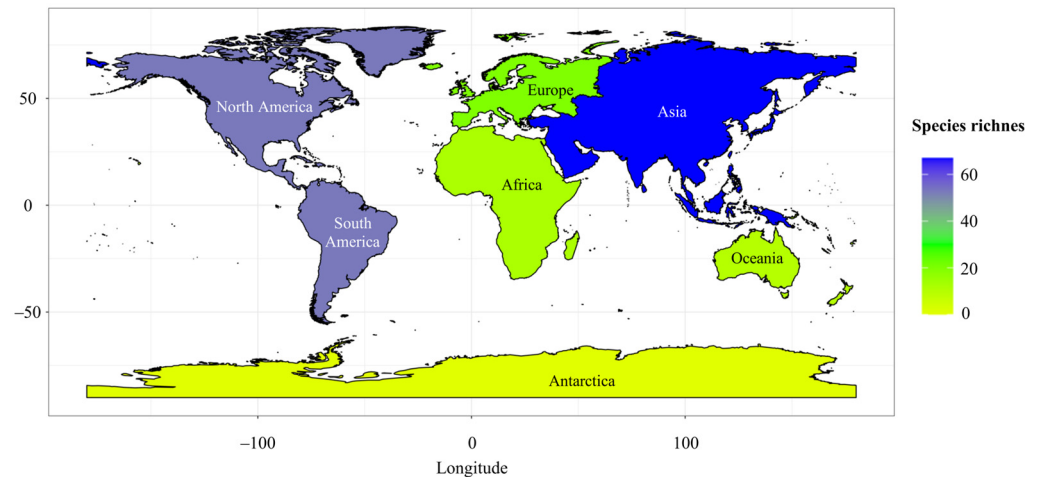 50
0
−50
−100
0
100
Longitude
North America
South
America
Europe
Africa
Asia
Oceania
Antarctica
Species richnes
60
40
20
0